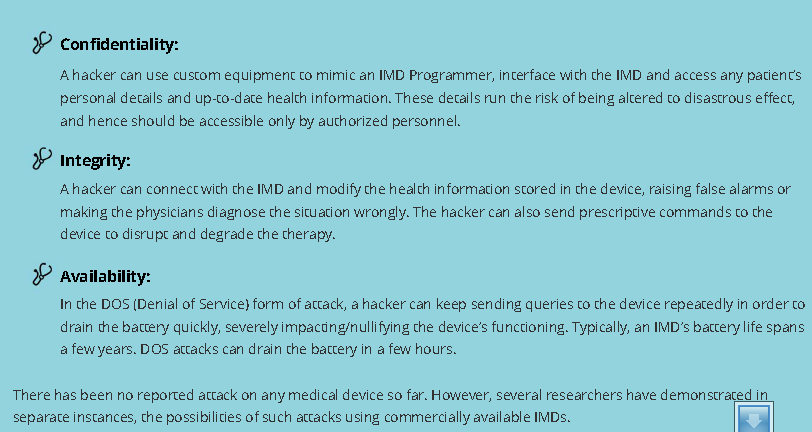 Confidentiality:
A hacker can use custom equipment to mimic an IMD Programmer, interface with the IMD and access any patient's
personal details and up-to-date health information. These details run the risk of being altered to disastrous effect,
and hence should be accessible only by authorized personnel.
Integrity:
A hacker can connect with the IMD and modify the health information stored in the device, raising false alarms or
making the physicians diagnose the situation wrongly. The hacker can also send prescriptive commands to the
device to disrupt and degrade the therapy.
Availability:
In the DOS (Denial of Service) form of attack, a hacker can keep sending queries to the device repeatedly in order to
drain the battery quickly, severely impacting/nullifying the device's functioning. Typically, an IMD's battery life spans
a few years. DOS attacks can drain the battery in a few hours.
There has been no reported attack on any medical device so far. However, several researchers have demonstrated in
separate instances, the possibilities of such attacks using commercially available IMDs.